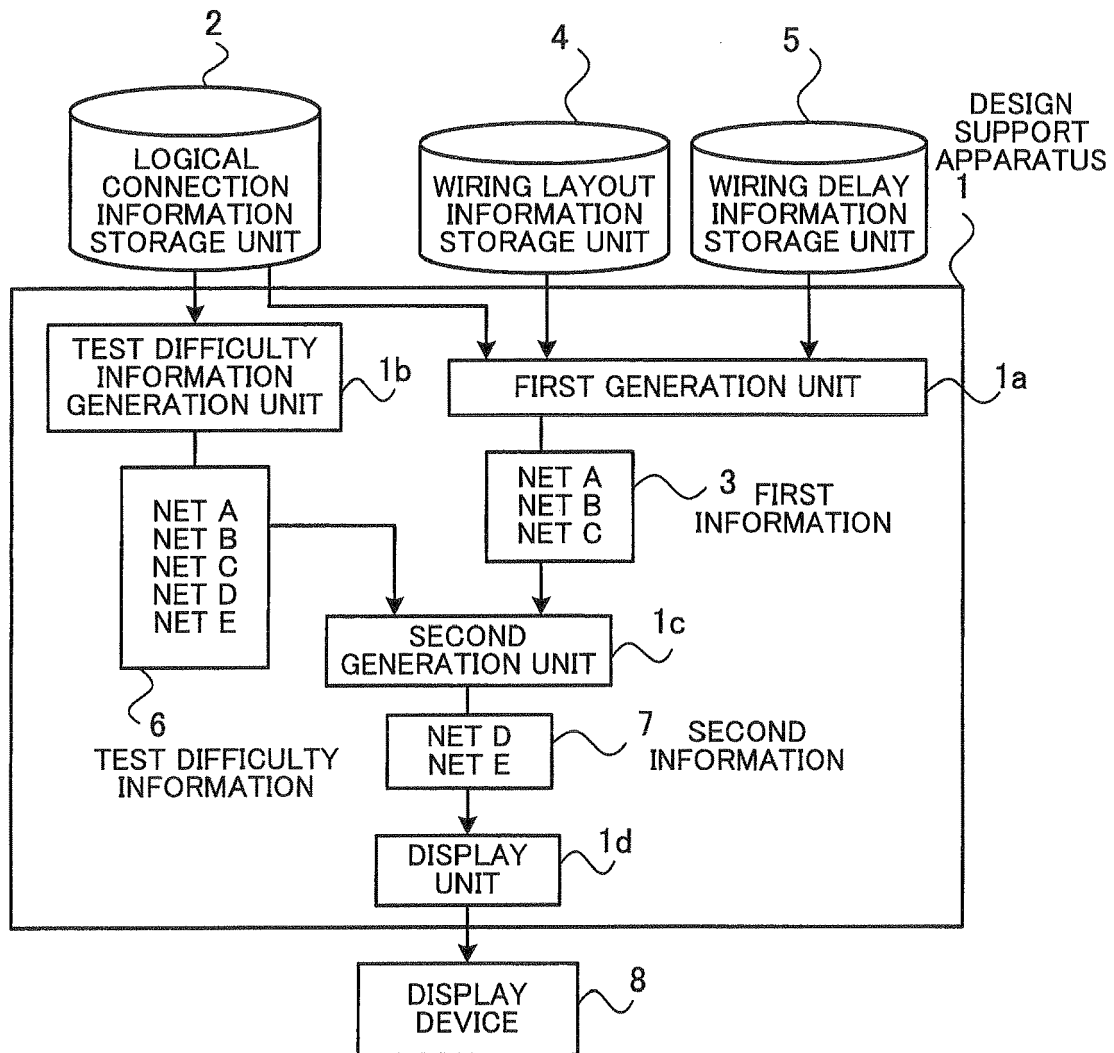 2
4
5
DESIGN
SUPPORT
APPARATUS
1
LOGICAL
CONNECTION
INFORMATION
STORAGE UNIT
WIRING LAYOUT
INFORMATION
STORAGE UNIT
WIRING DELAY
INFORMATION
STORAGE UNIT
TEST DIFFICULTY
INFORMATION
GENERATION UNIT
1b
FIRST GENERATION UNIT
1a
NET A
NET B
NET C
NET D
NET E
NET A
NET B
NET C
3
FIRST
INFORMATION
SECOND
GENERATION UNIT
1c
6
TEST DIFFICULTY
INFORMATION
NET D
NET E
7
SECOND
INFORMATION
DISPLAY
UNIT
1d
DISPLAY
DEVICE
8